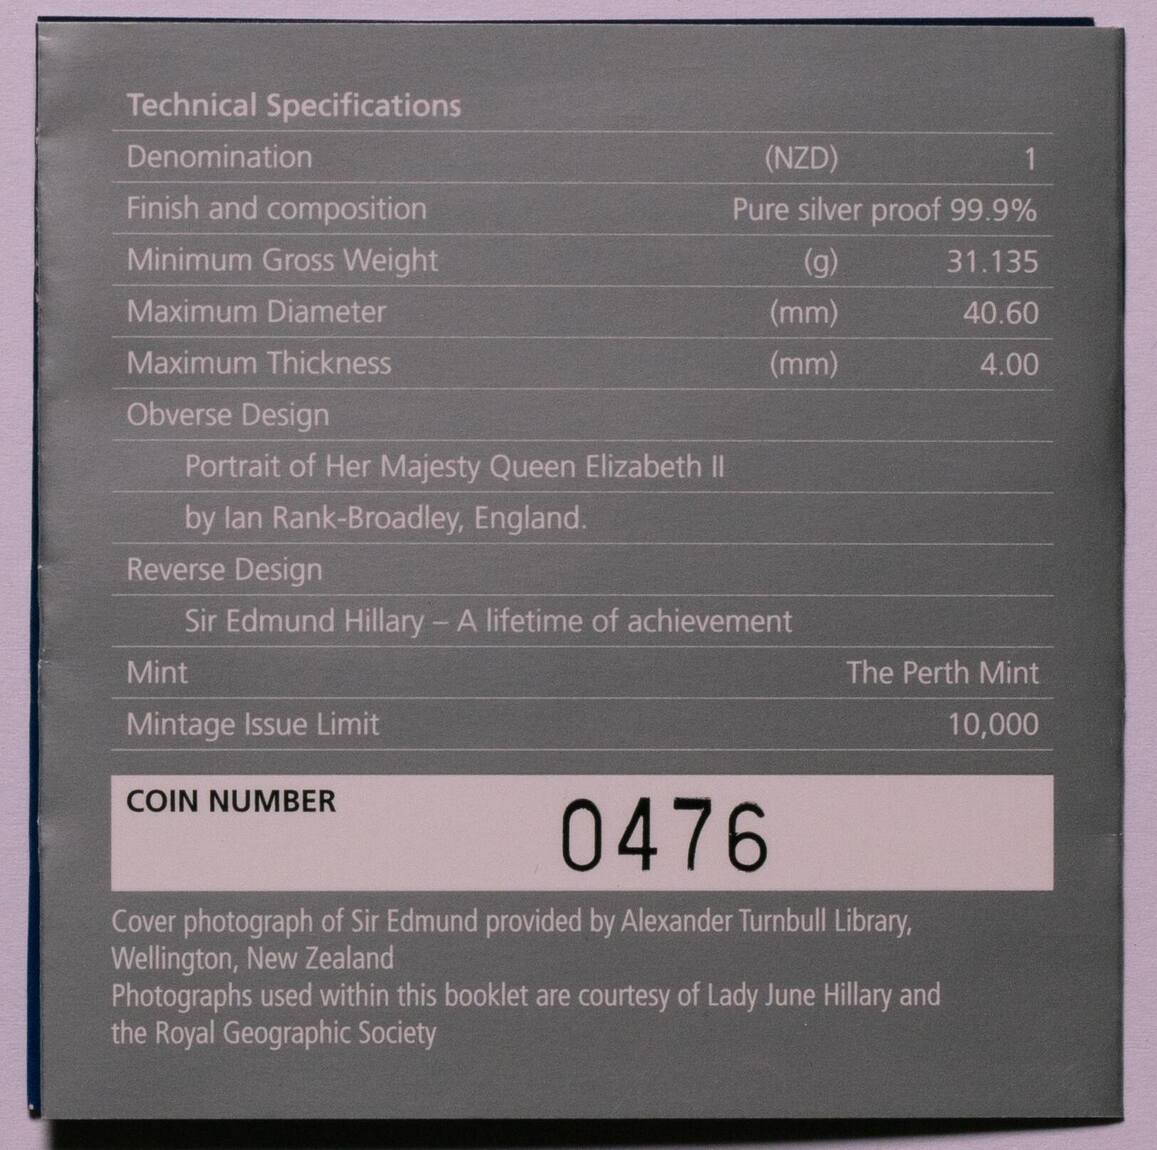 Technical Specifications
Denomination (NZD) 1
Finish and composition Pure silver proof 99.9%
Minimum Gross Weight (g) 31.135
Maximum Diameter (mm) 40.60
Maximum Thickness (mm) 4.00
Obverse Design
Portrait of Her Majesty Queen Elizabeth II
by Ian Rank-Broadley, England.
Reverse Design
Sir Edmund Hillary – A lifetime of achievement
Mint The Perth Mint
Mintage Issue Limit 10,000
COIN NUMBER 0476
Cover photograph of Sir Edmund provided by Alexander Turnbull Library,
Wellington, New Zealand
Photographs used within this booklet are courtesy of Lady June Hillary and
the Royal Geographic Society